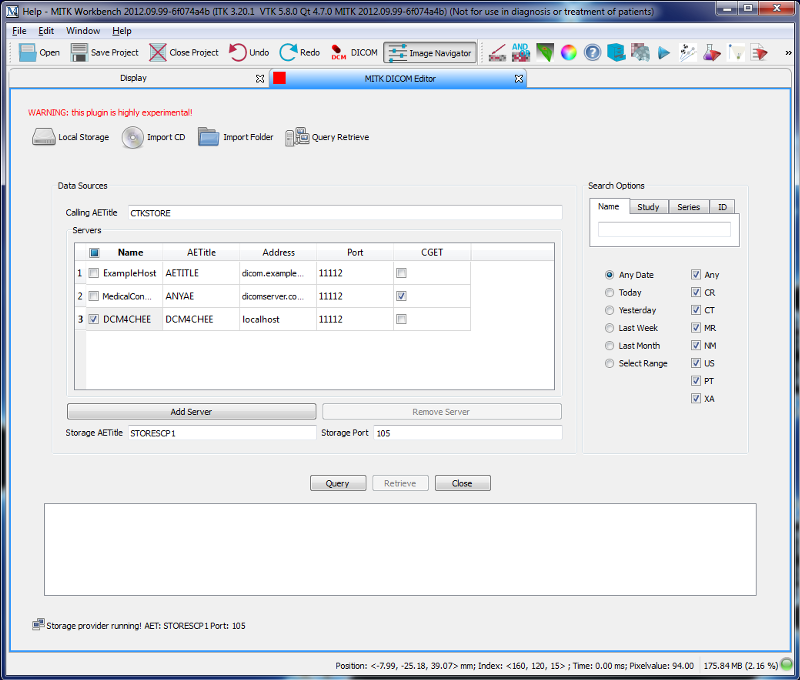 Help - MITK Workbench 2012.09.99-6f074a4b (ITK 3.20.1 VTK 5.8.0 Qt 4.7.0 MITK 2012.09.99-6f074a4b) (Not for use in diagnosis or treatment of patients)
File Edit Window Help
Open Save Project Close Project Undo Redo DCM DICOM Image Navigator AND »
Display MITK DICOM Editor
WARNING: this plugin is highly experimental!
Local Storage Import CD Import Folder Query Retrieve
Data Sources
Search Options
Calling AETitle CTKSTORE
Name Study Series ID
Servers
Name AETitle Address Port CGET
1 ExampleHost AETITLE dicom.example... 11112
2 MedicalCon... ANYAE dicomserver.co... 11112
3 DCM4CHEE DCM4CHEE localhost 11112
Any Date Any
Today CR
Yesterday CT
Last Week MR
Last Month NM
Select Range US
PT
XA
Add Server Remove Server
Storage AETitle STORESCP1 Storage Port 105
Query Retrieve Close
Storage provider running! AET: STORESCP1 Port: 105
Position: <-7.99, -25.18, 39.07> mm; Index: <160, 120, 15> ; Time: 0.00 ms; Pixelvalue: 94.00 175.84 MB (2.16 %)